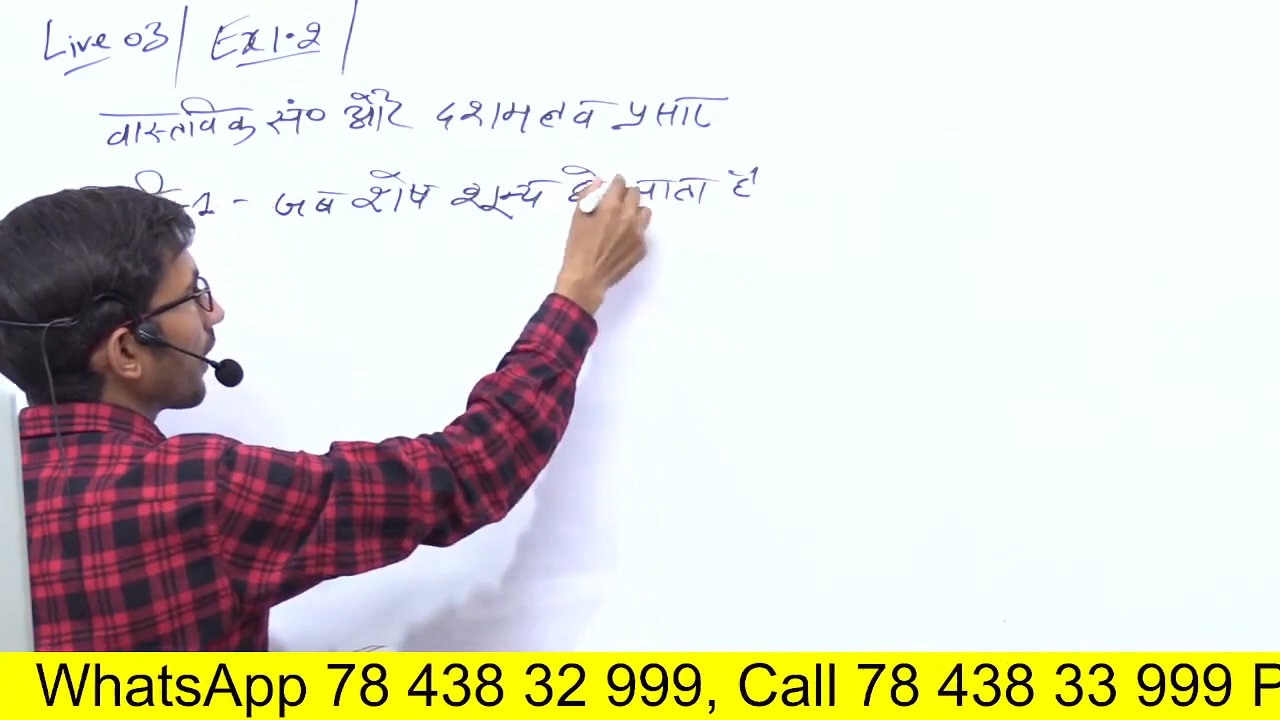 Live 03 | Ex 1.2 |
वास्तविक सं० और दशमलव प्रसार
-1 - जब शेष शून्य हो जाता है
WhatsApp 78 438 32 999, Call 78 438 33 999 P